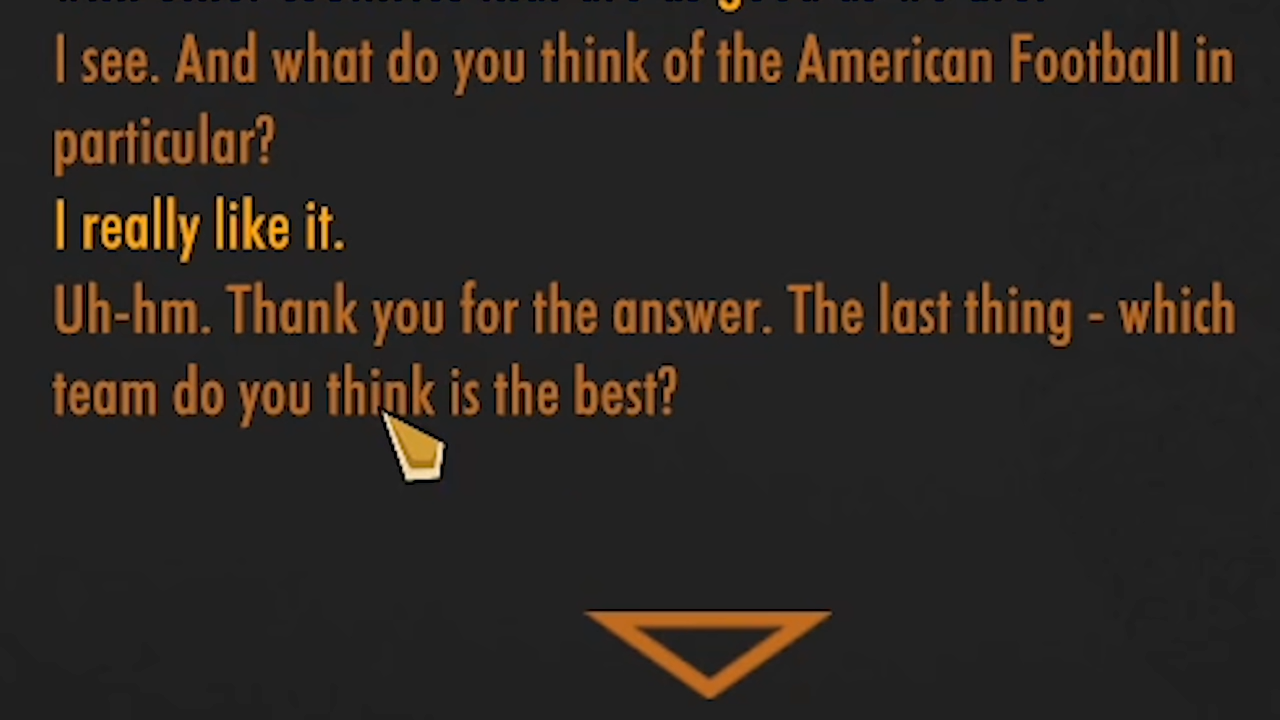 I see. And what do you think of the American Football in
particular?
I really like it.
Uh-hm. Thank you for the answer. The last thing - which
team do you think is the best?